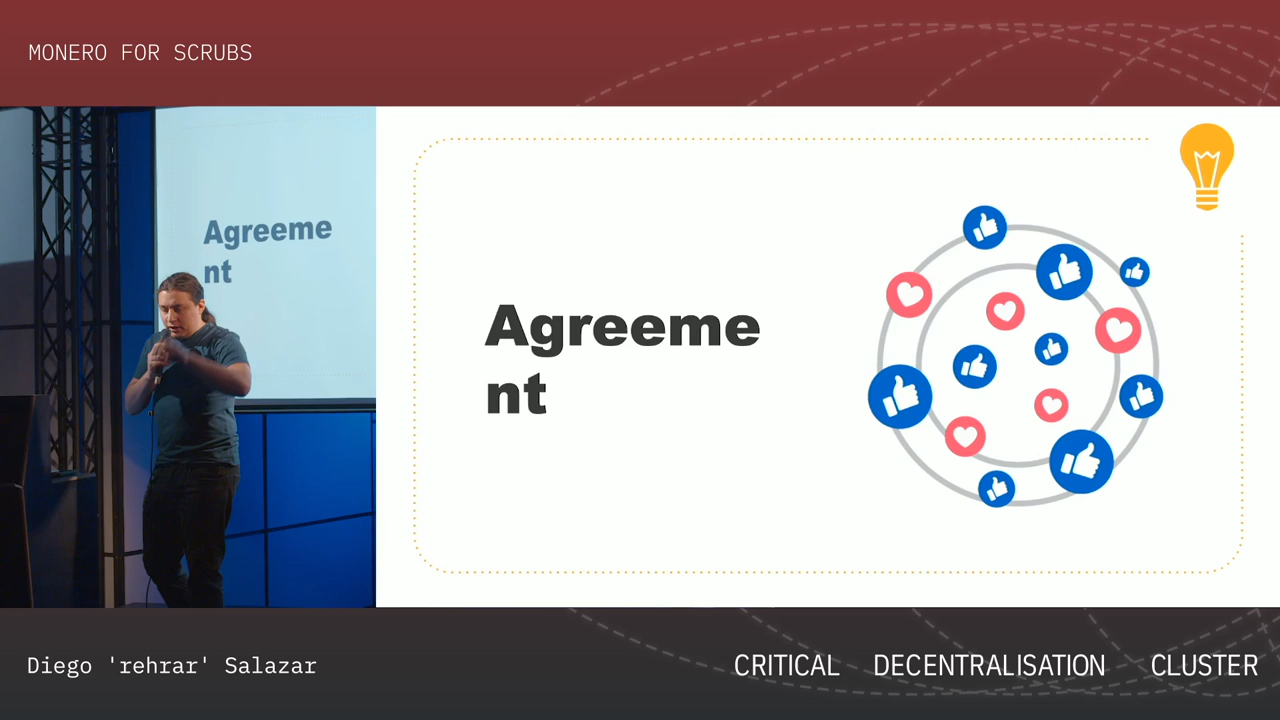 MONERO FOR SCRUBS
Agreeme
nt
Agreeme
nt
Diego 'rehrar' Salazar
CRITICAL DECENTRALISATION CLUSTER